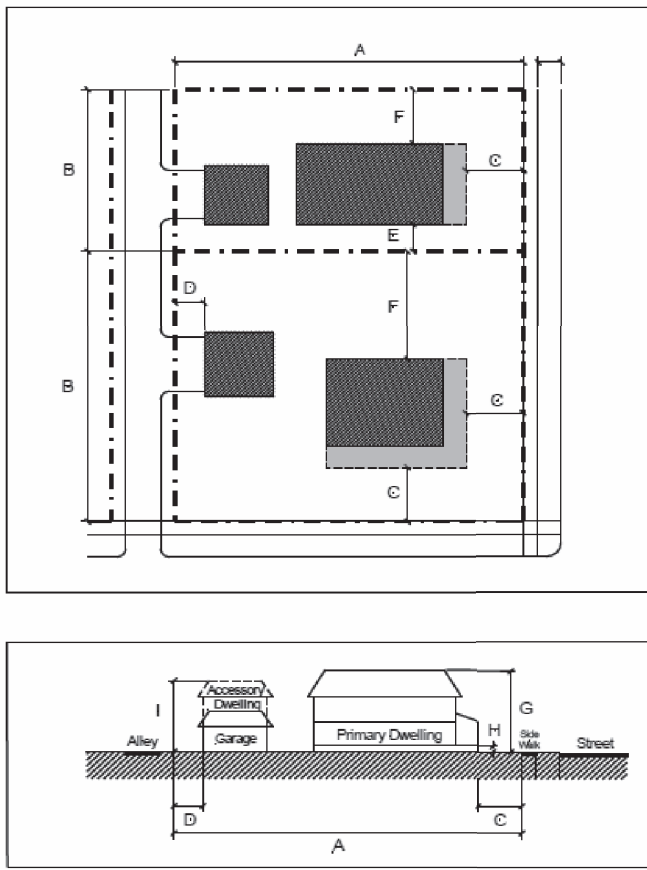 A
F
B
C
E
D
F
B
C
C
Accessory
Dwelling
I
G
H
Primary Dwelling
Side
Walk
Alley
Garage
Street
D
C
A